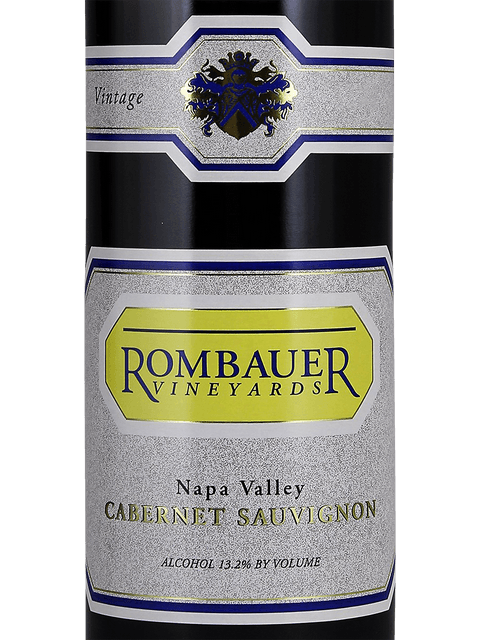 Vintage
ROMBAUER
VINEYARDS
Napa Valley
CABERNET SAUVIGNON
ALCOHOL 13.2% BY VOLUME